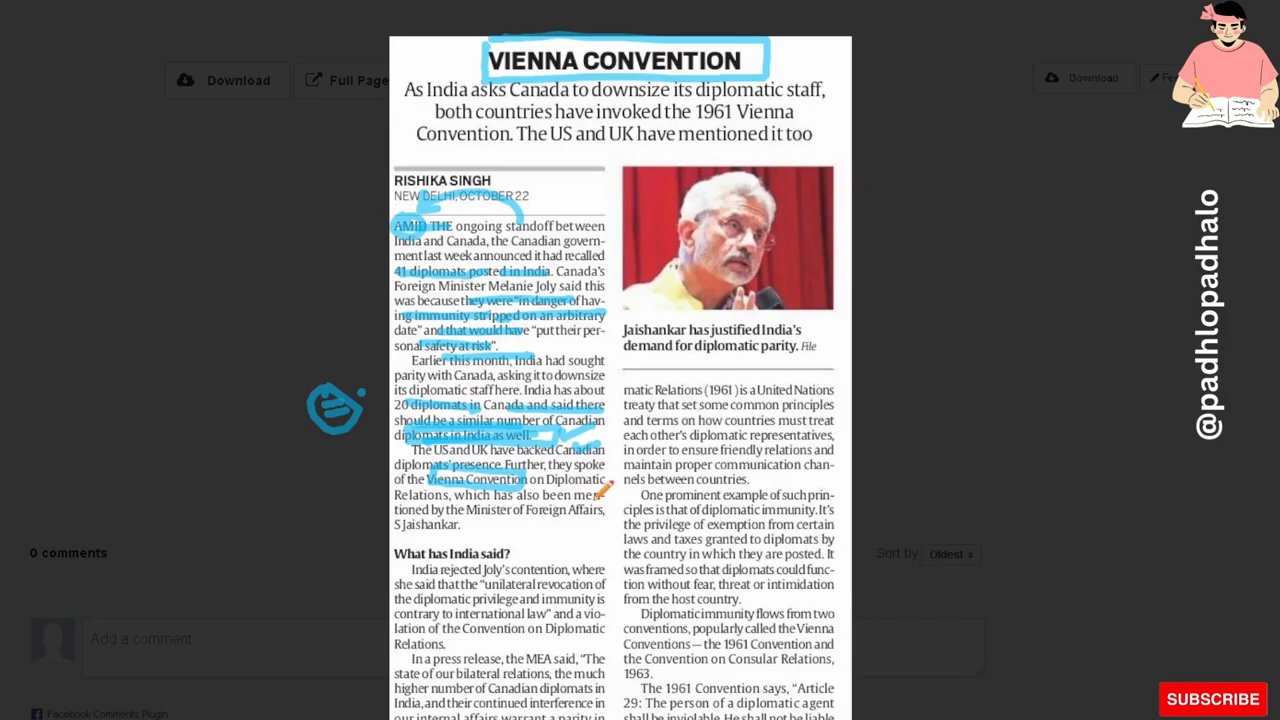 VIENNA CONVENTION
As India asks Canada to downsize its diplomatic staff,
both countries have invoked the 1961 Vienna
Convention. The US and UK have mentioned it too
Download
Full Page
Download
RISHIKA SINGH
NEW DELHI, OCTOBER 22
AMID THE ongoing standoff between
India and Canada, the Canadian govern-
ment last week announced it had recalled
41 diplomats posted in India. Canada's
Foreign Minister Melanie Joly said this
was because they were "in danger of hav-
ing immunity stripped on an arbitrary
date" and that would have "put their per-
sonal safety at risk".
Earlier this month, India had sought
parity with Canada, asking it to downsize
its diplomatic staff here. India has about
20 diplomats in Canada and said there
should be a similar number of Canadian
diplomats in India as well.
The US and UK have backed Canadian
diplomats' presence. Further, they spoke
of the Vienna Convention on Diplomatic
Relations, which has also been men-
tioned by the Minister of Foreign Affairs,
S Jaishankar.
What has India said?
India rejected Joly's contention, where
she said that the "unilateral revocation of
the diplomatic privilege and immunity is
contrary to international law" and a vio-
lation of the Convention on Diplomatic
Relations.
In a press release, the MEA said, "The
state of our bilateral relations, the much
higher number of Canadian diplomats in
India, and their continued interference in
our internal affairs warrant a parity in
Jaishankar has justified India's
demand for diplomatic parity. File
matic Relations (1961) is a United Nations
treaty that set some common principles
and terms on how countries must treat
each other's diplomatic representatives,
in order to ensure friendly relations and
maintain proper communication chan-
nels between countries.
One prominent example of such prin-
ciples is that of diplomatic immunity. It's
the privilege of exemption from certain
laws and taxes granted to diplomats by
the country in which they are posted. It
was framed so that diplomats could func-
tion without fear, threat or intimidation
from the host country.
Diplomatic immunity flows from two
conventions, popularly called the Vienna
Conventions — the 1961 Convention and
the Convention on Consular Relations,
1963.
The 1961 Convention says, "Article
29: The person of a diplomatic agent
shall be inviolable. He shall not be liable
0 comments
Sort by Oldest
Add a comment
Facebook Comments Plugin
@padhlopadhalo
SUBSCRIBE